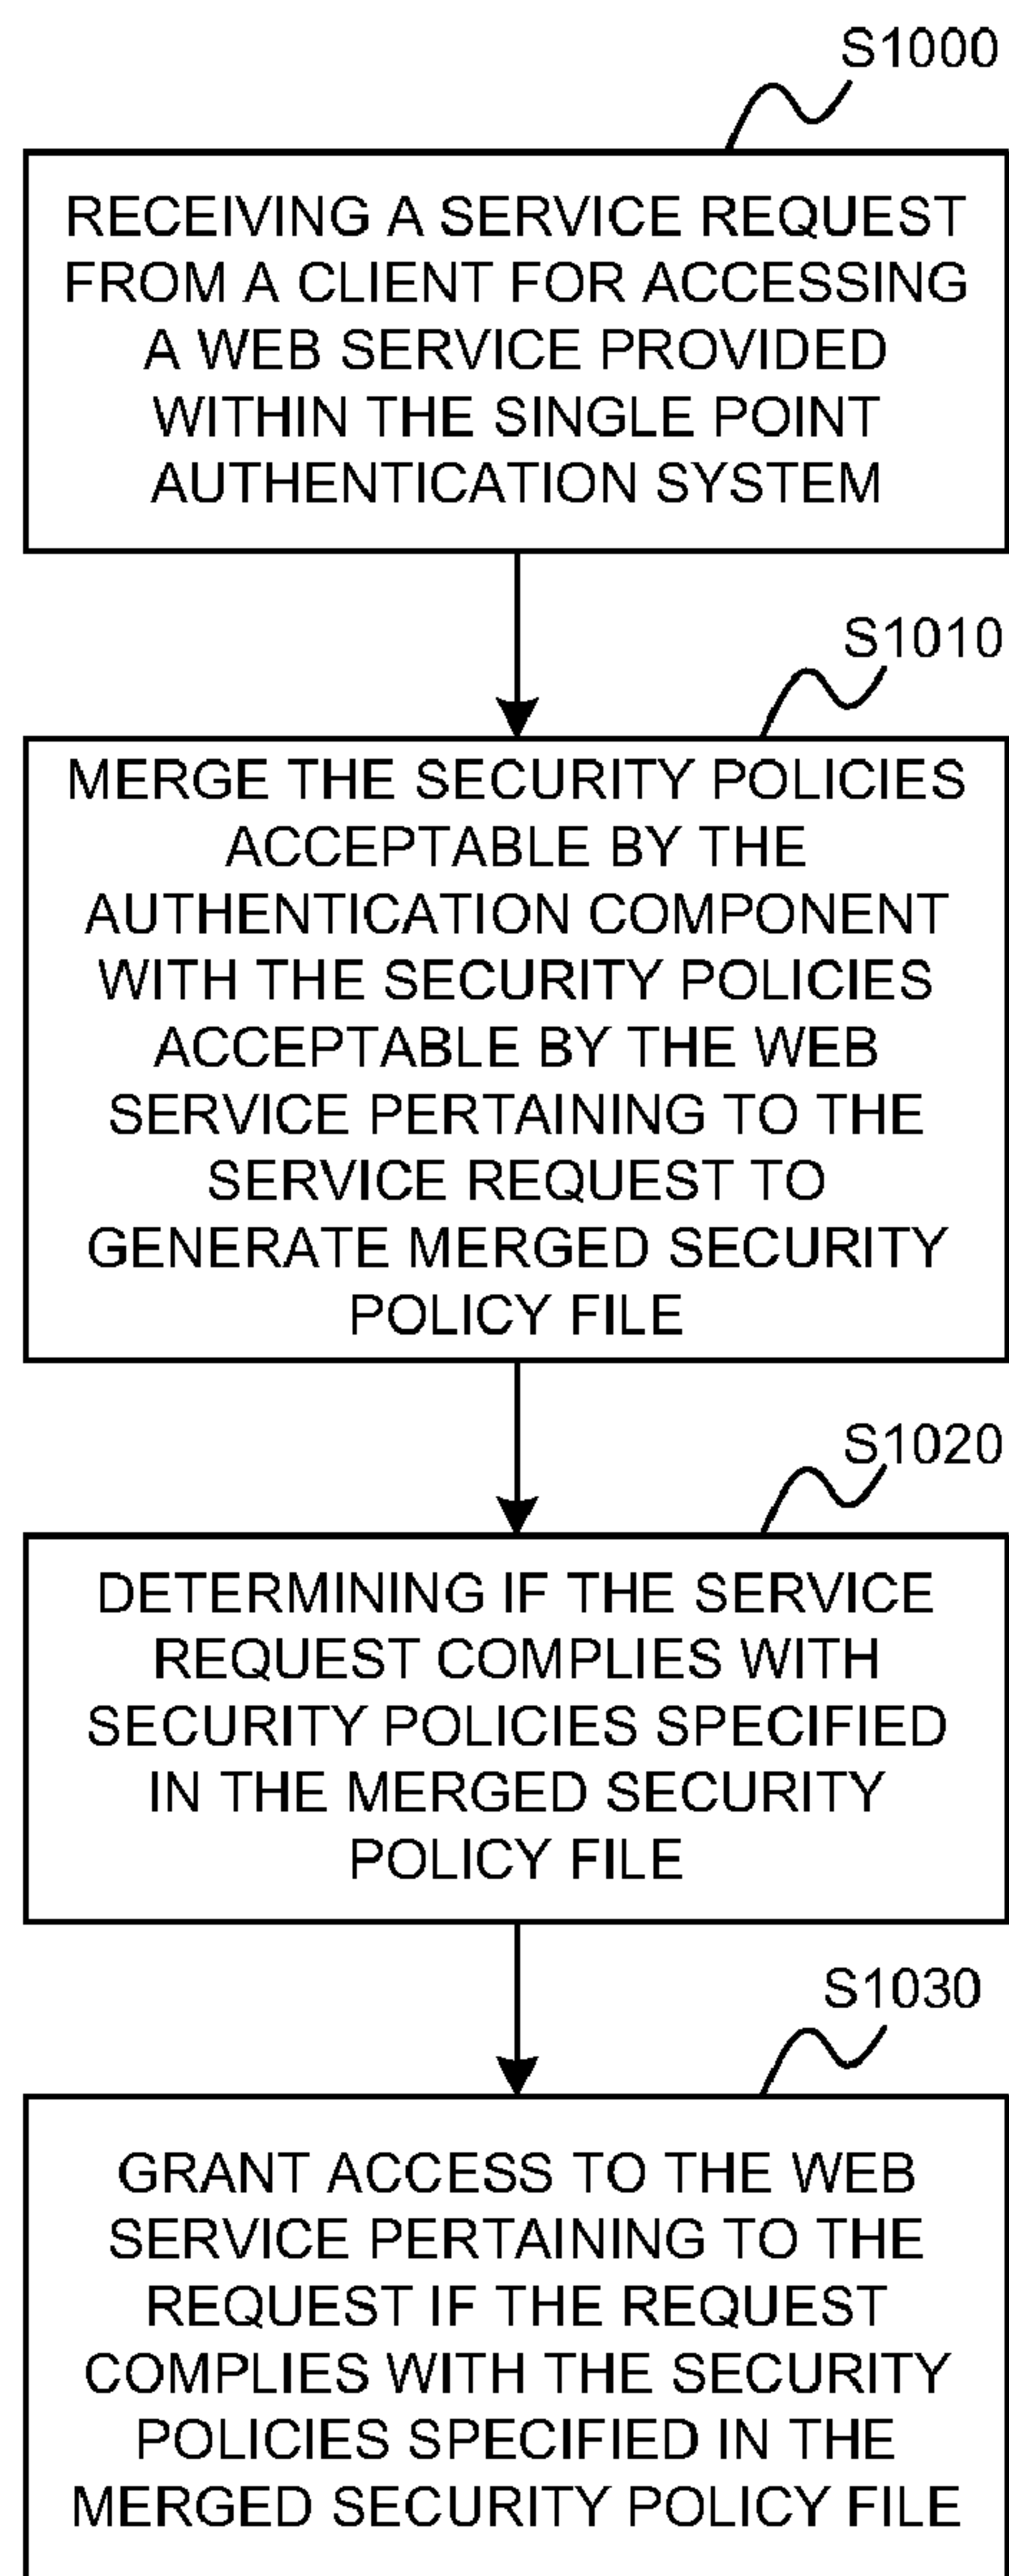 S1000
RECEIVING A SERVICE REQUEST
FROM A CLIENT FOR ACCESSING
A WEB SERVICE PROVIDED
WITHIN THE SINGLE POINT
AUTHENTICATION SYSTEM
S1010
MERGE THE SECURITY POLICIES
ACCEPTABLE BY THE
AUTHENTICATION COMPONENT
WITH THE SECURITY POLICIES
ACCEPTABLE BY THE WEB
SERVICE PERTAINING TO THE
SERVICE REQUEST TO
GENERATE MERGED SECURITY
POLICY FILE
S1020
DETERMINING IF THE SERVICE
REQUEST COMPLIES WITH
SECURITY POLICIES SPECIFIED
IN THE MERGED SECURITY
POLICY FILE
S1030
GRANT ACCESS TO THE WEB
SERVICE PERTAINING TO THE
REQUEST IF THE REQUEST
COMPLIES WITH THE SECURITY
POLICIES SPECIFIED IN THE
MERGED SECURITY POLICY FILE